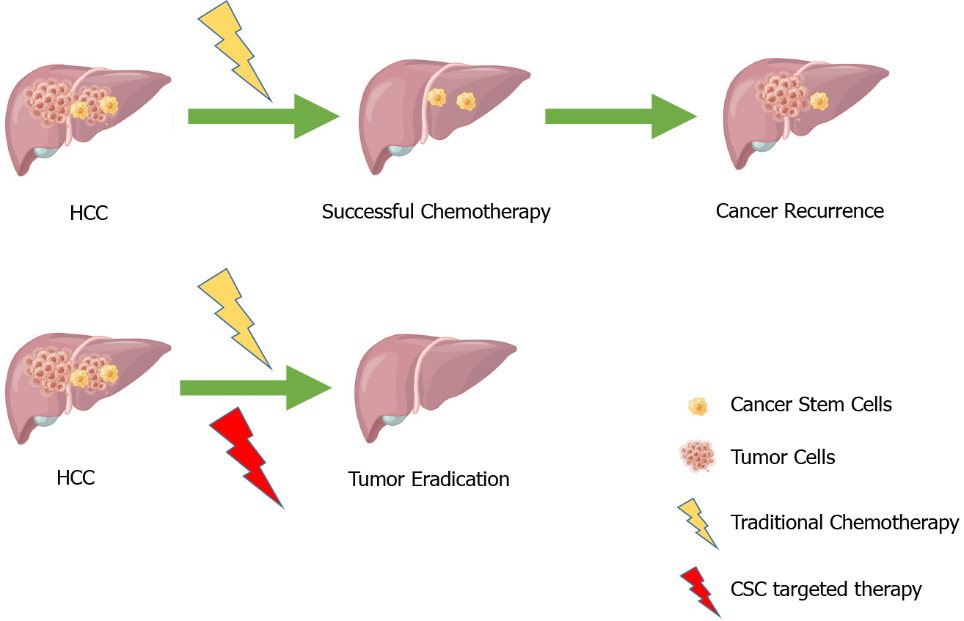 HCC
Successful Chemotherapy
Cancer Recurrence
HCC
Tumor Eradication
Cancer Stem Cells
Tumor Cells
Traditional Chemotherapy
CSC targeted therapy